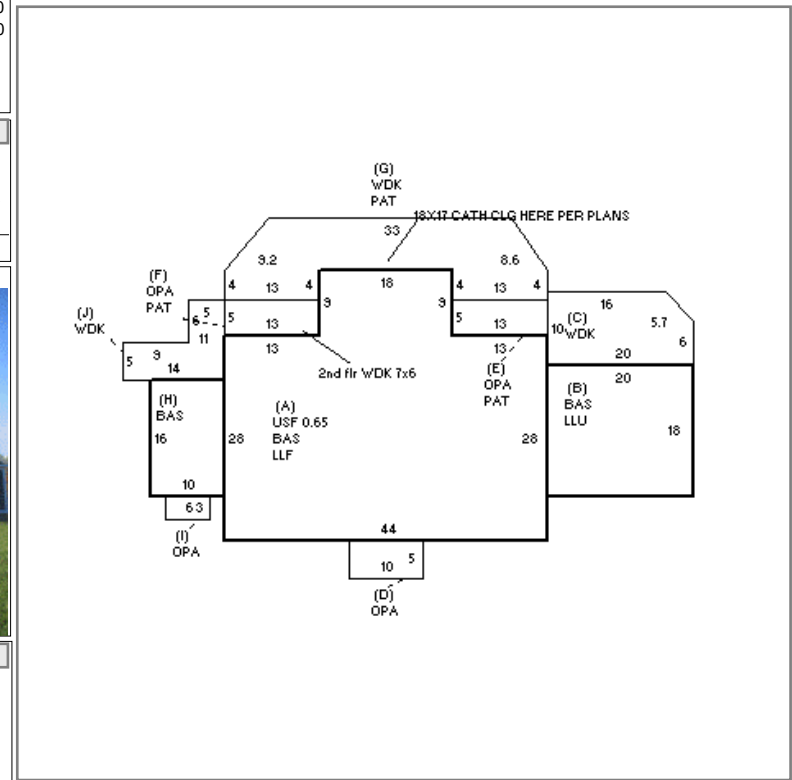 0
0
(G)
WDK
PAT
18X17 CATH CLG HERE PER PLANS
33
9.2
8.6
(F)
OPA
PAT
4
13
4
18
4
13
4
16
(J)
WDK
6
5
5
13
9
9
5
13
10
(C)
WDK
5.7
6
11
5
9
14
13
13
20
2nd flr WDK 7x6
(E)
OPA
PAT
20
(H)
BAS
(A)
USF 0.65
BAS
LLF
(B)
BAS
LLU
16
28
28
18
10
6
3
44
(I)
OPA
10
5
(D)
OPA